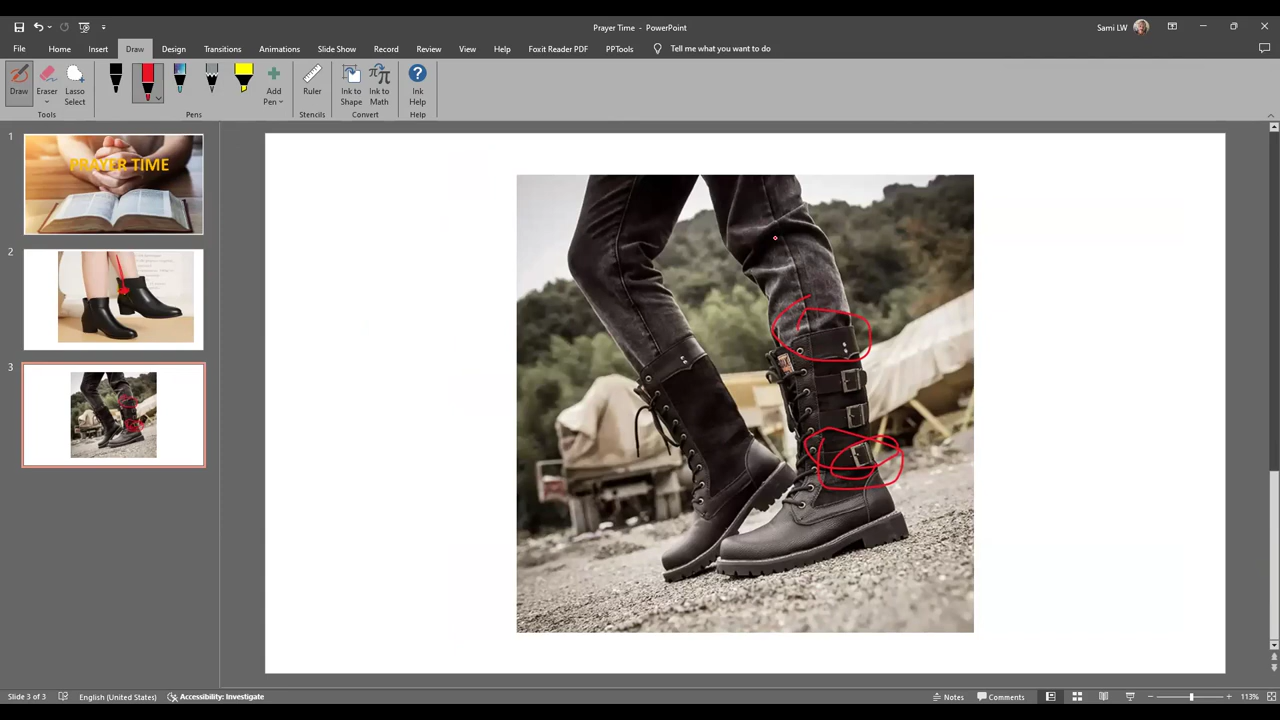 Prayer Time - PowerPoint
Sami LW
File Home Insert Draw Design Transitions Animations Slide Show Record Review View Help Foxit Reader PDF PPTools Tell me what you want to do
Draw Eraser Lasso Select Add Pen Ruler Ink to Shape Ink to Math Ink Help
Tools Pens Stencils Convert Help
1
PRAYER TIME
2
3
Slide 3 of 3 English (United States) Accessibility: Investigate Notes Comments 113%